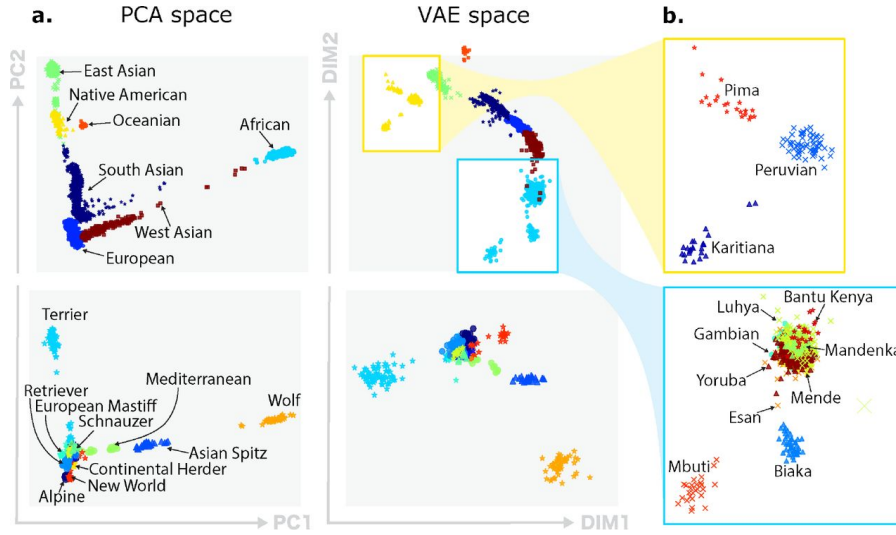 a.
PCA space
VAE space
b.
PC2
DIM2
East Asian
Native American
Oceanian
African
South Asian
West Asian
European
Pima
Peruvian
Karitiana
Terrier
Retriever
European Mastiff
Schnauzer
Mediterranean
Wolf
Asian Spitz
Continental Herder
New World
Alpine
PC1
DIM1
Luhya
Bantu Kenya
Gambian
Mandenka
Yoruba
Mende
Esan
Mbuti
Biaka